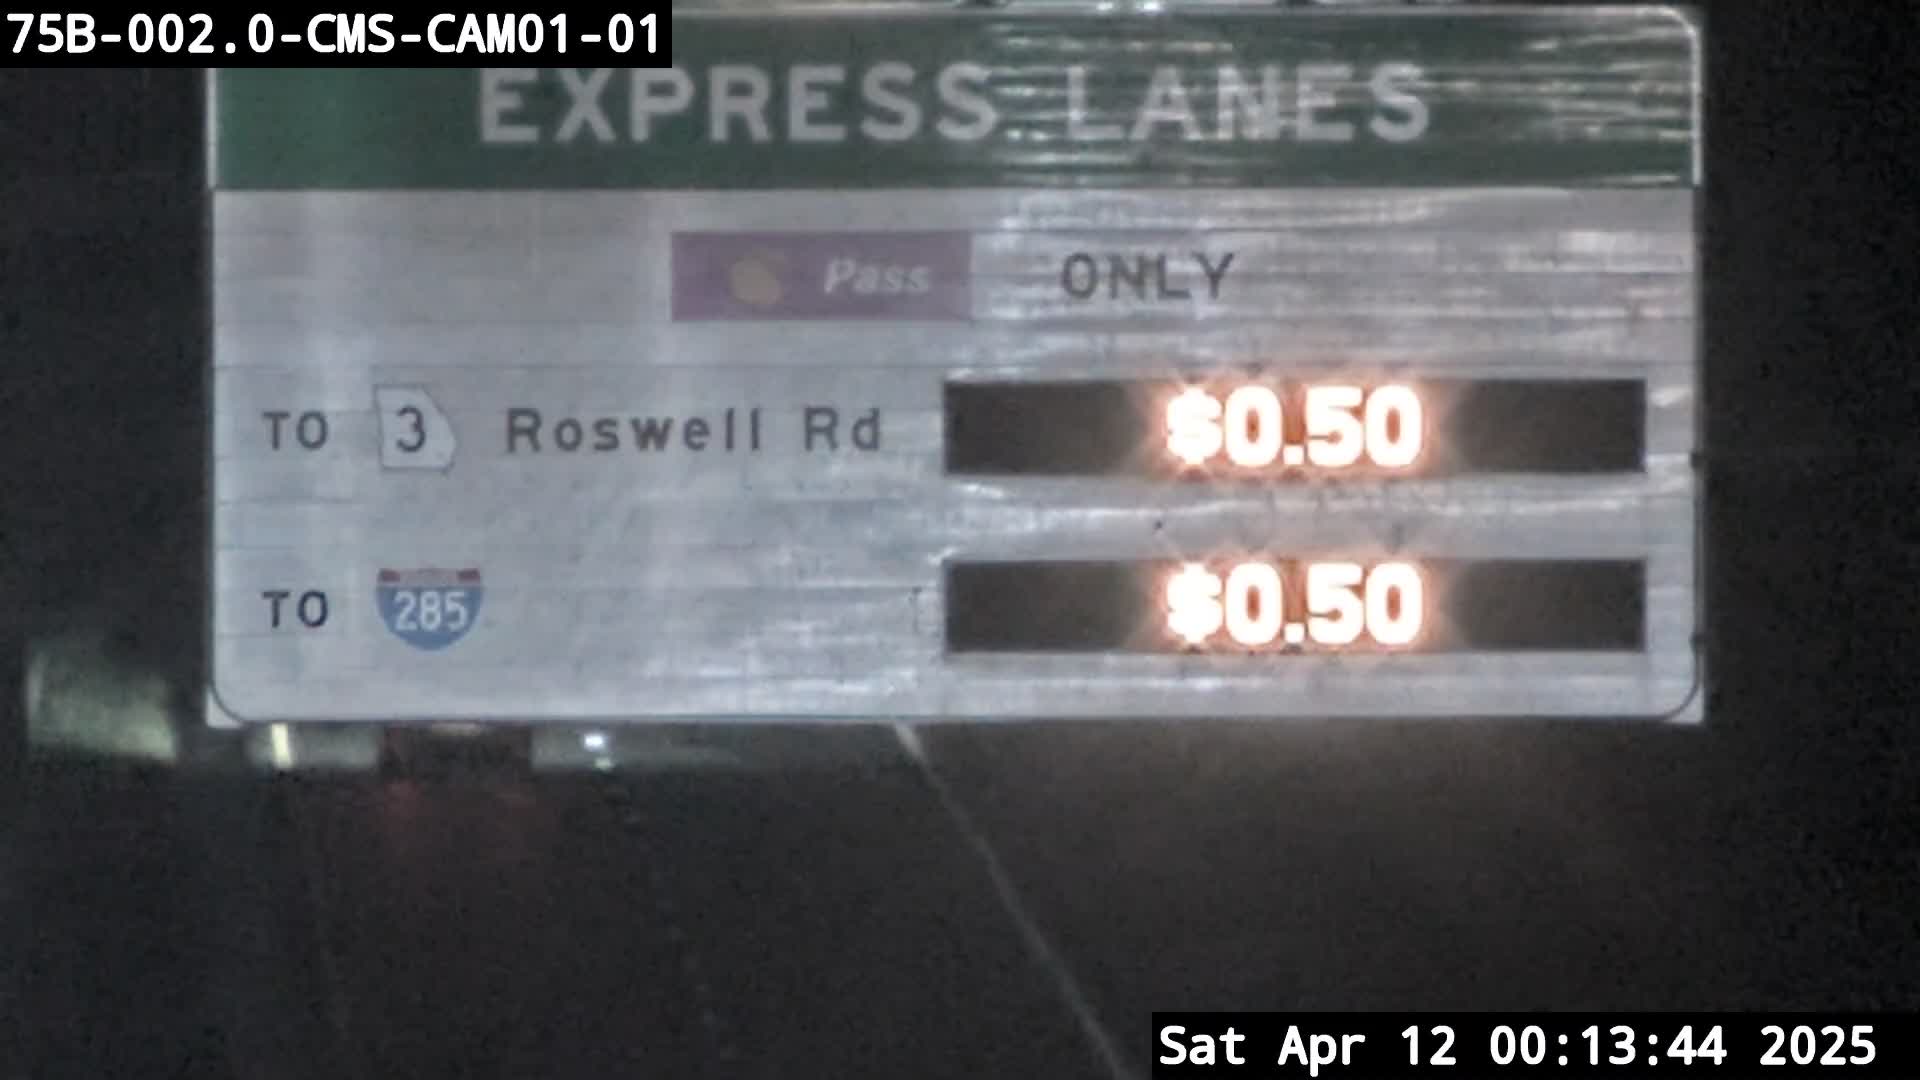 75B-002.0-CMS-CAM01-01
EXPRESS LANES
Pass ONLY
TO 3 Roswell Rd $0.50
TO 285 $0.50
Sat Apr 12 00:13:44 2025